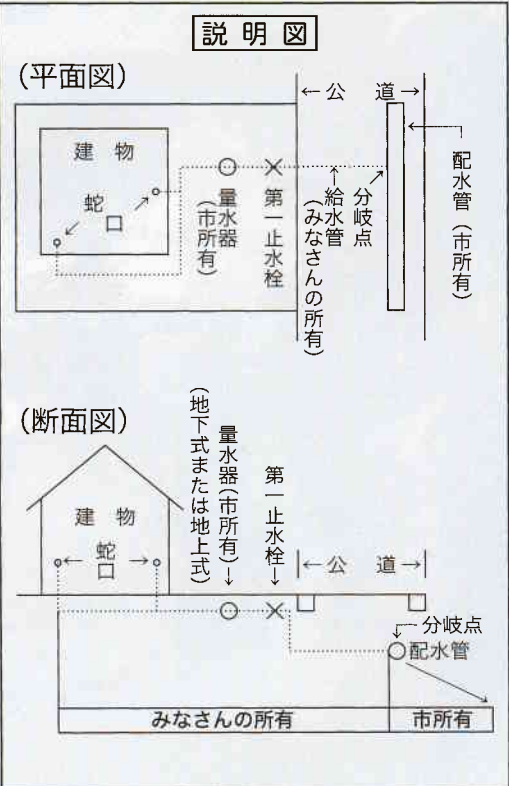 説明図
(平面図)
←公 道→
建 物
蛇
口
量水器
(市所有)
第一止水栓
給水管
(みなさんの所有)
分岐点
配水管(市所有)
(断面図)
建 物
蛇
口
量水器(市所有)
(地下式または地上式)
第一止水栓
←公 道→
分岐点
配水管
みなさんの所有
市所有